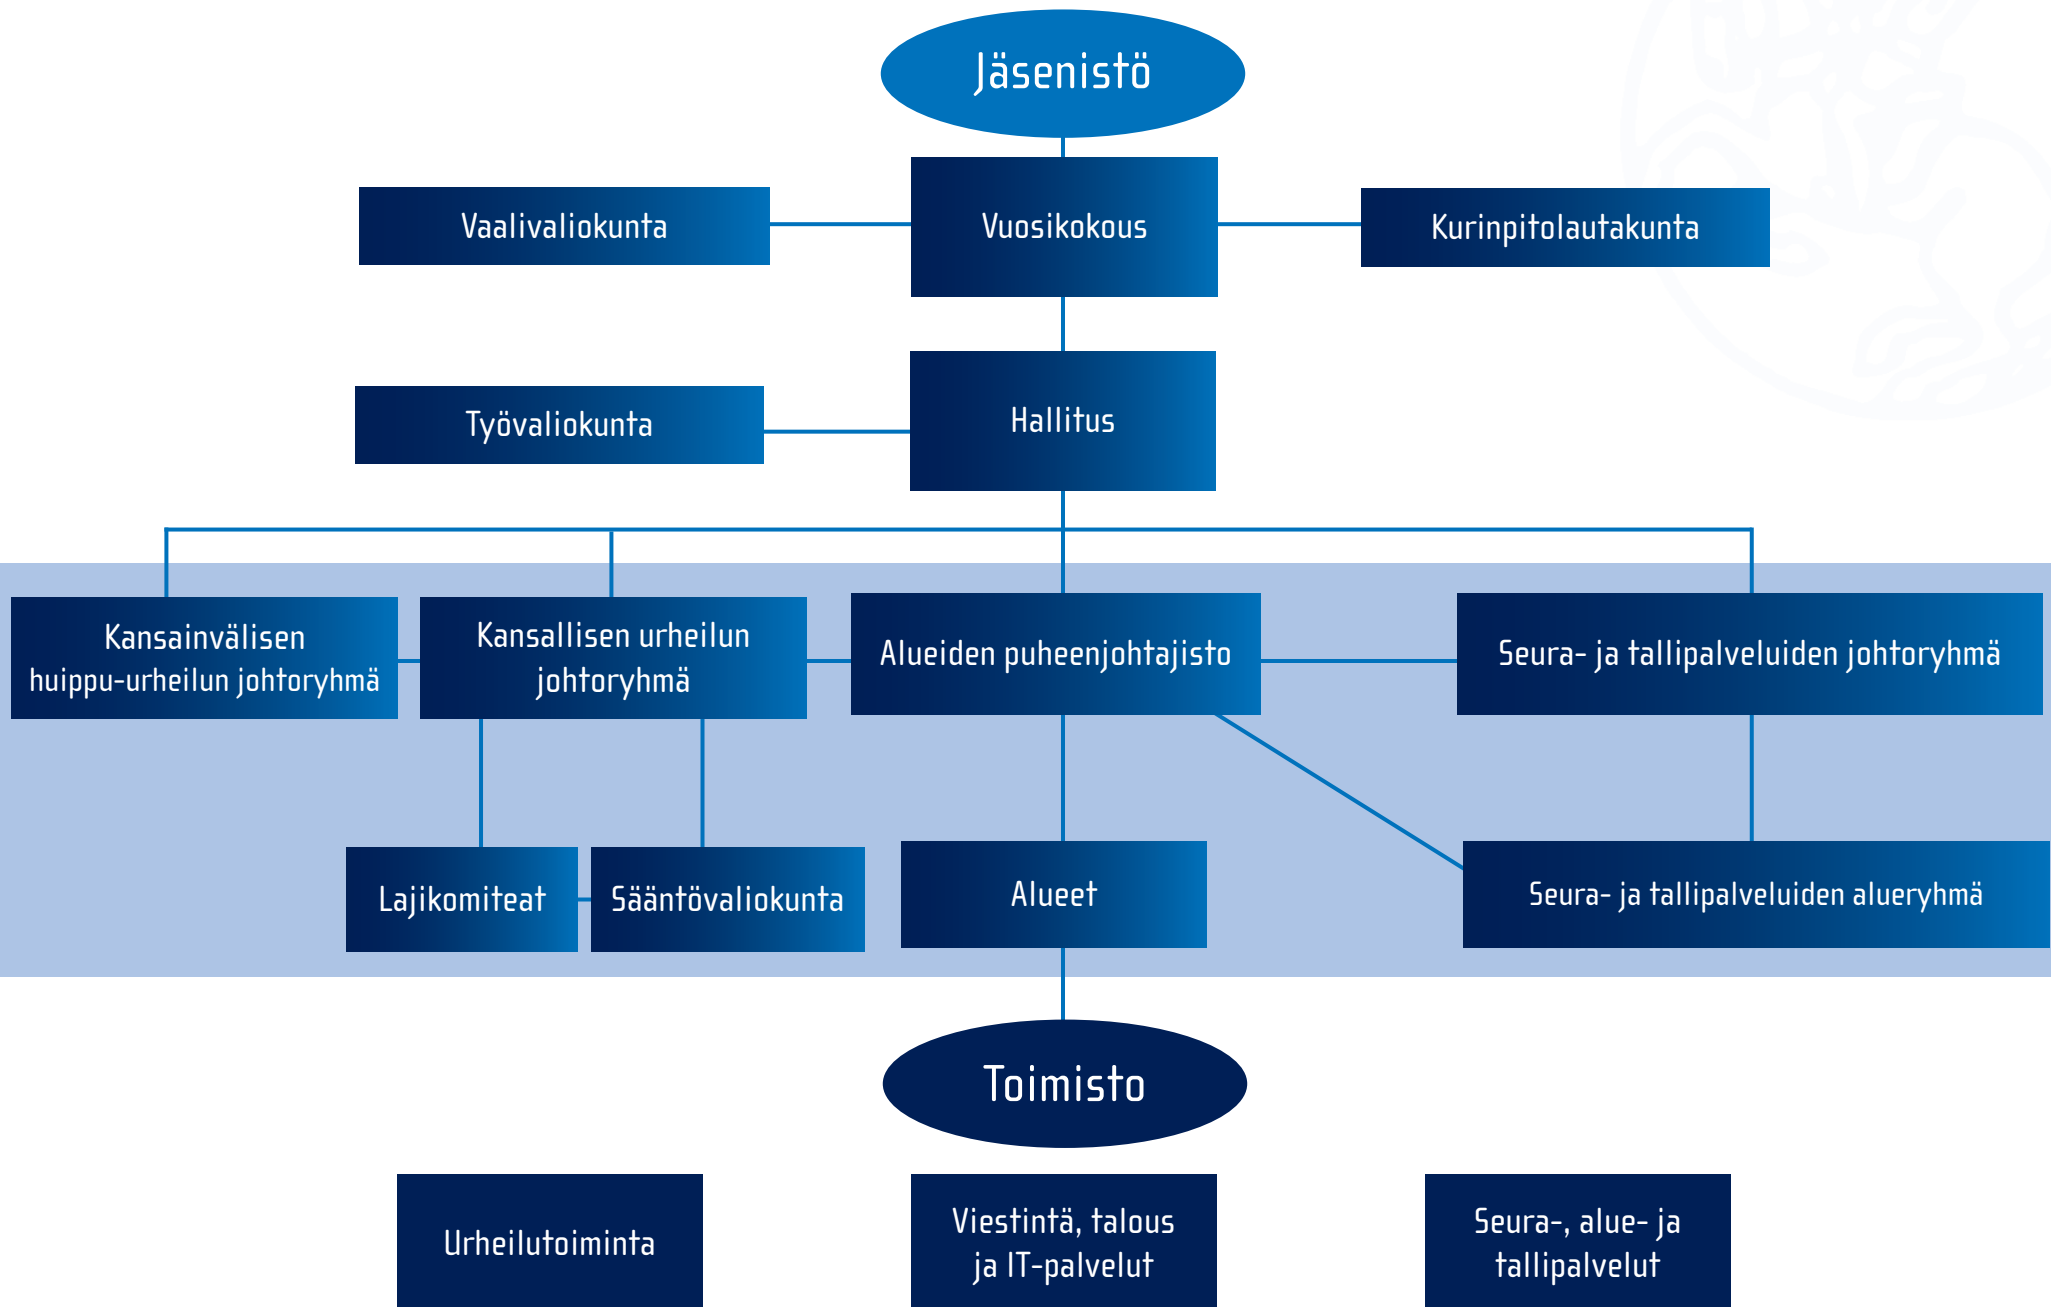 Jäsenistö
Vaalivaliokunta
Vuosikokous
Kurinpitolautakunta
Työvaliokunta
Hallitus
Kansainvälisen
huippu-urheilun johtoryhmä
Kansallisen urheilun
johtoryhmä
Alueiden puheenjohtajisto
Seura- ja tallipalveluiden johtoryhmä
Lajikomiteat
Sääntövaliokunta
Alueet
Seura- ja tallipalveluiden alueryhmä
Toimisto
Urheilutoiminta
Viestintä, talous
ja IT-palvelut
Seura-, alue- ja
tallipalvelut